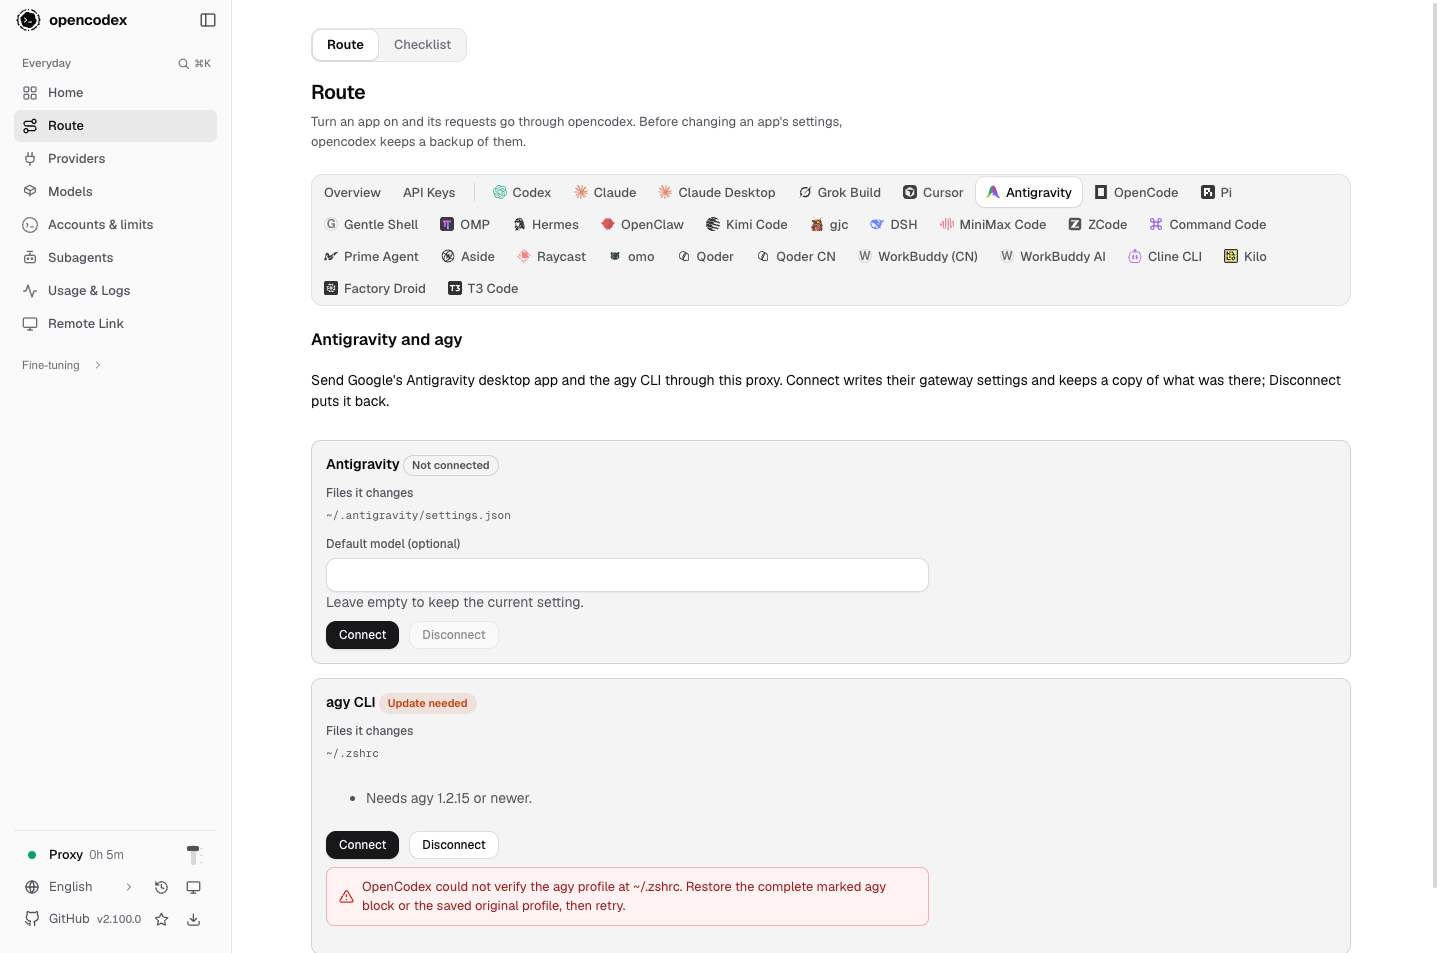 opencodex
Everyday
⌘K
Home
Route
Providers
Models
Accounts & limits
Subagents
Usage & Logs
Remote Link
Fine-tuning
Proxy 0h 5m
English
GitHub v2.100.0
Route Checklist
Route
Turn an app on and its requests go through opencodex. Before changing an app's settings,
opencodex keeps a backup of them.
Overview API Keys Codex Claude Claude Desktop Grok Build Cursor Antigravity OpenCode Pi
Gentle Shell OMP Hermes OpenClaw Kimi Code gjc DSH MiniMax Code ZCode Command Code
Prime Agent Aside Raycast omo Qoder Qoder CN WorkBuddy (CN) WorkBuddy AI Cline CLI Kilo
Factory Droid T3 Code
Antigravity and agy
Send Google's Antigravity desktop app and the agy CLI through this proxy. Connect writes their gateway settings and keeps a copy of what was there; Disconnect
puts it back.
Antigravity Not connected
Files it changes
~/.antigravity/settings.json
Default model (optional)
Leave empty to keep the current setting.
Connect Disconnect
agy CLI Update needed
Files it changes
~/.zshrc
• Needs agy 1.2.15 or newer.
Connect Disconnect
OpenCodex could not verify the agy profile at ~/.zshrc. Restore the complete marked agy
block or the saved original profile, then retry.